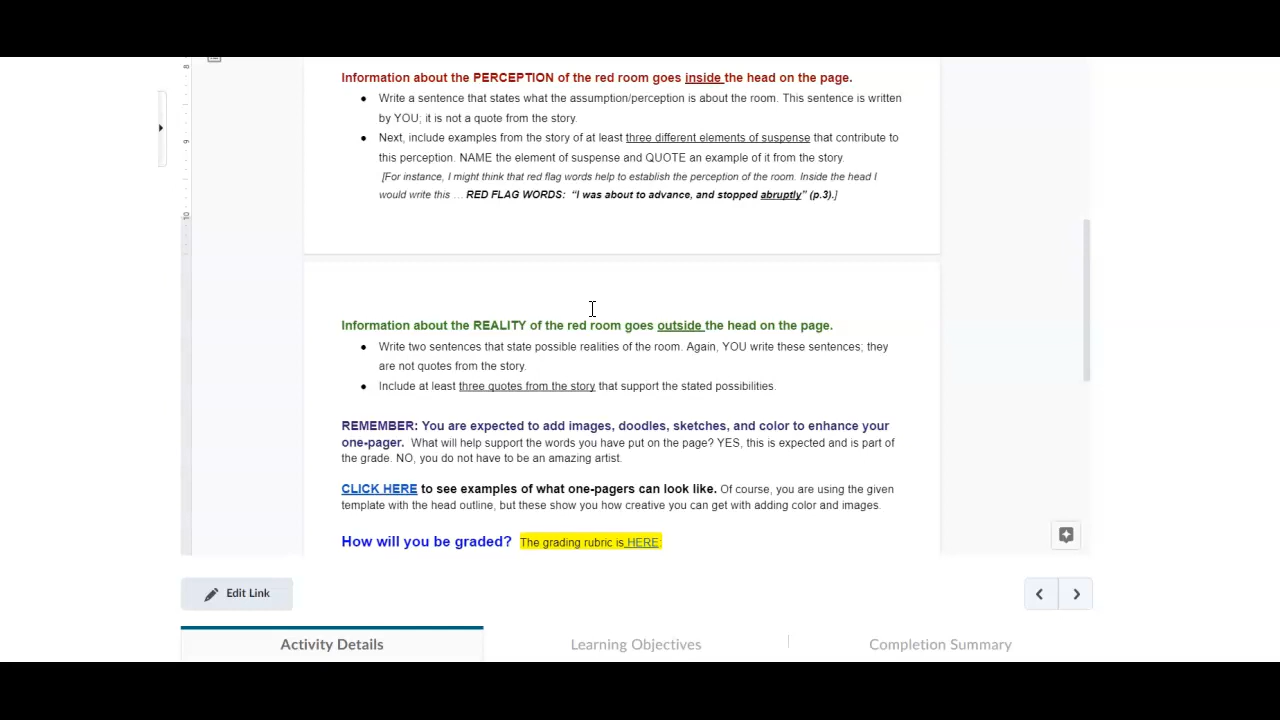 8
Information about the PERCEPTION of the red room goes inside the head on the page.
● Write a sentence that states what the assumption/perception is about the room. This sentence is written
by YOU; it is not a quote from the story.
9
● Next, include examples from the story of at least three different elements of suspense that contribute to
this perception. NAME the element of suspense and QUOTE an example of it from the story.
[For instance, I might think that red flag words help to establish the perception of the room. Inside the head I
would write this … RED FLAG WORDS: “I was about to advance, and stopped abruptly” (p.3).]
10
Information about the REALITY of the red room goes outside the head on the page.
● Write two sentences that state possible realities of the room. Again, YOU write these sentences; they
are not quotes from the story.
● Include at least three quotes from the story that support the stated possibilities.
REMEMBER: You are expected to add images, doodles, sketches, and color to enhance your
one-pager. What will help support the words you have put on the page? YES, this is expected and is part of
the grade. NO, you do not have to be an amazing artist.
CLICK HERE to see examples of what one-pagers can look like. Of course, you are using the given
template with the head outline, but these show you how creative you can get with adding color and images.
How will you be graded? The grading rubric is HERE:
Edit Link
Activity Details
Learning Objectives
Completion Summary